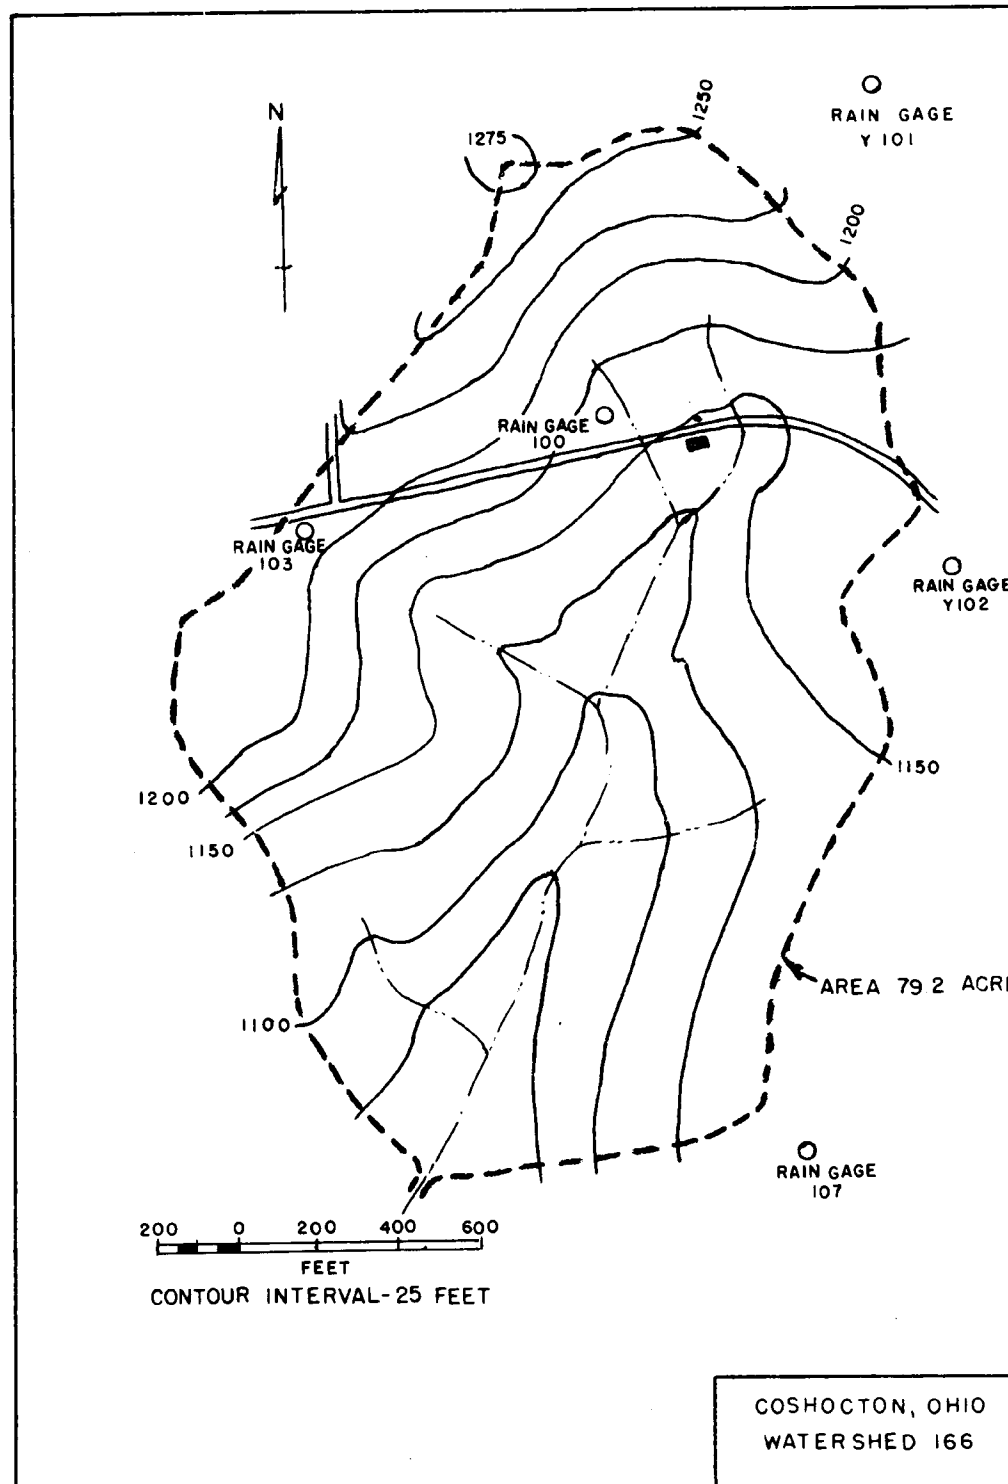 1250
RAIN GAGE
Y 101
N
1275
1200
RAIN GAGE
100
RAIN GAGE
103
RAIN GAGE
Y102
1200
1150
1150
AREA 79.2 ACRE
1100
RAIN GAGE
107
200 0 200 400 600
FEET
CONTOUR INTERVAL-25 FEET
COSHOCTON, OHIO
WATERSHED 166